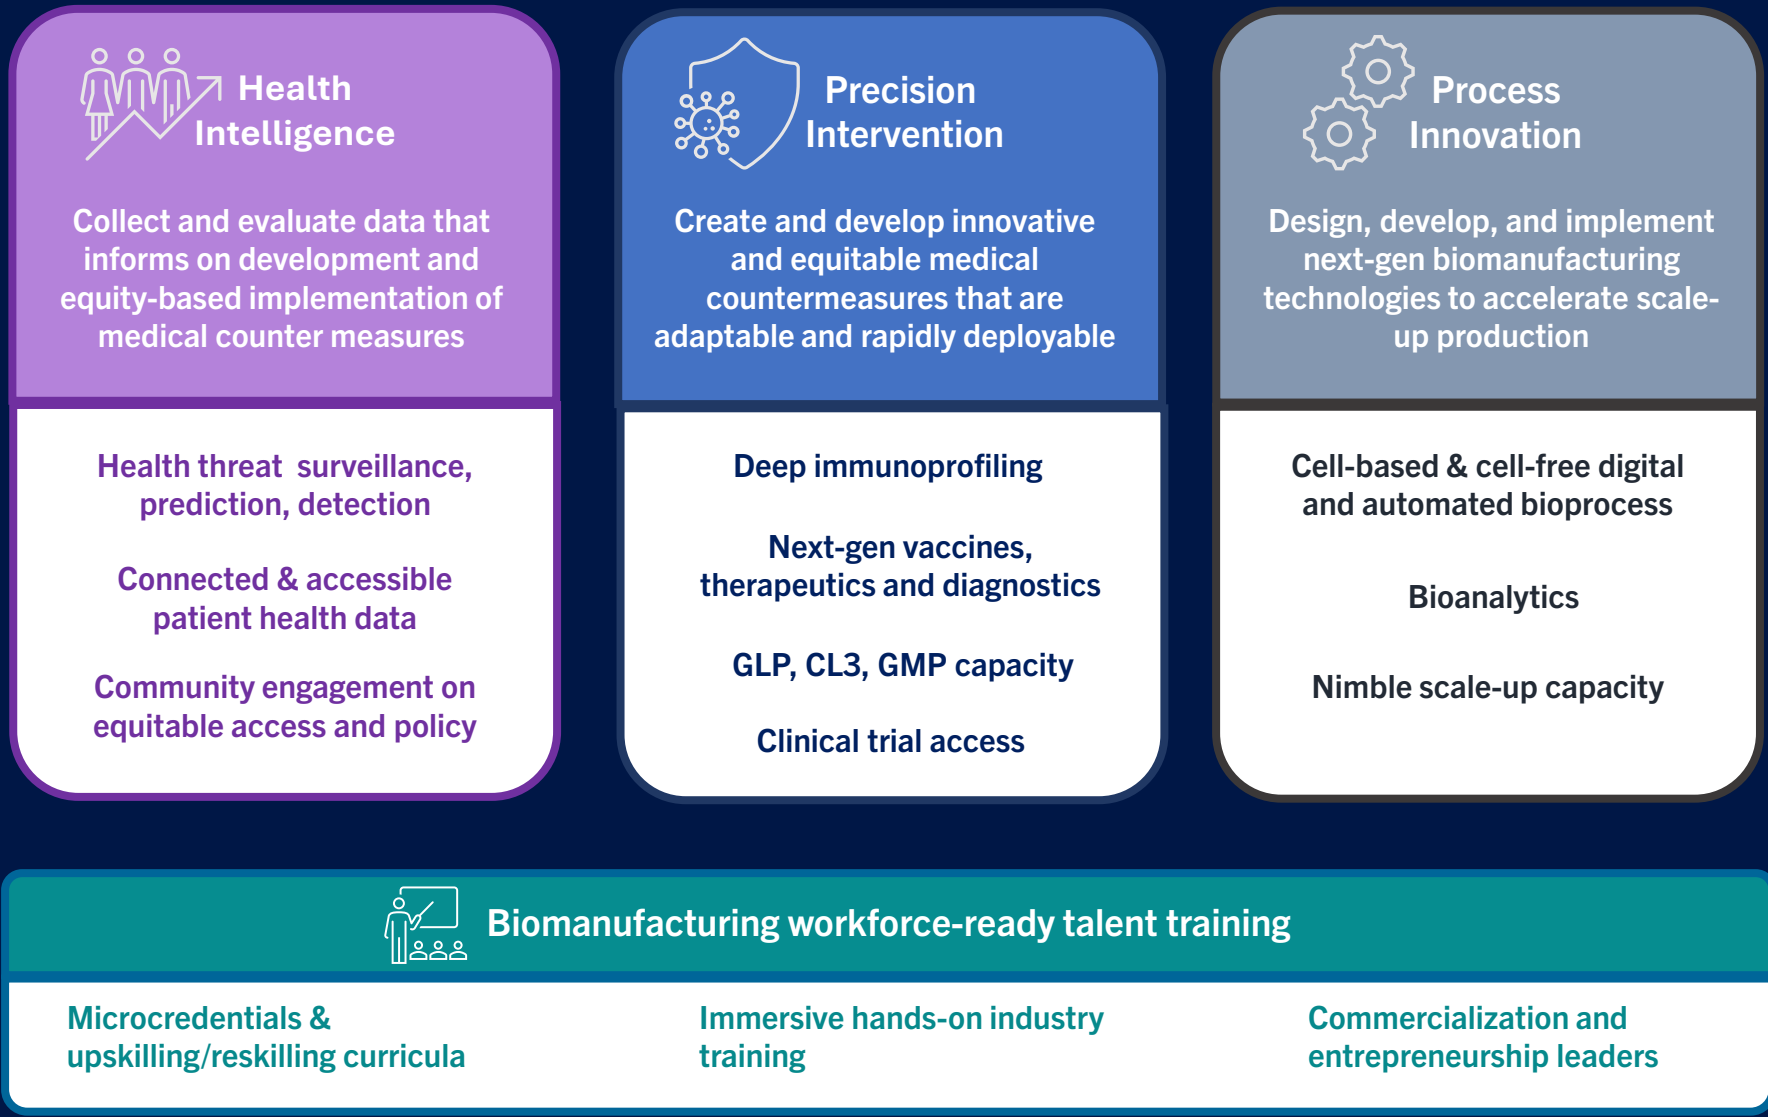 Health
Intelligence
Collect and evaluate data that
informs on development and
equity-based implementation of
medical counter measures
Health threat surveillance,
prediction, detection
Connected & accessible
patient health data
Community engagement on
equitable access and policy
Precision
Intervention
Create and develop innovative
and equitable medical
countermeasures that are
adaptable and rapidly deployable
Deep immunoprofiling
Next-gen vaccines,
therapeutics and diagnostics
GLP, CL3, GMP capacity
Clinical trial access
Process
Innovation
Design, develop, and implement
next-gen biomanufacturing
technologies to accelerate scale-
up production
Cell-based & cell-free digital
and automated bioprocess
Bioanalytics
Nimble scale-up capacity
Biomanufacturing workforce-ready talent training
Microcredentials &
upskilling/reskilling curricula
Immersive hands-on industry
training
Commercialization and
entrepreneurship leaders